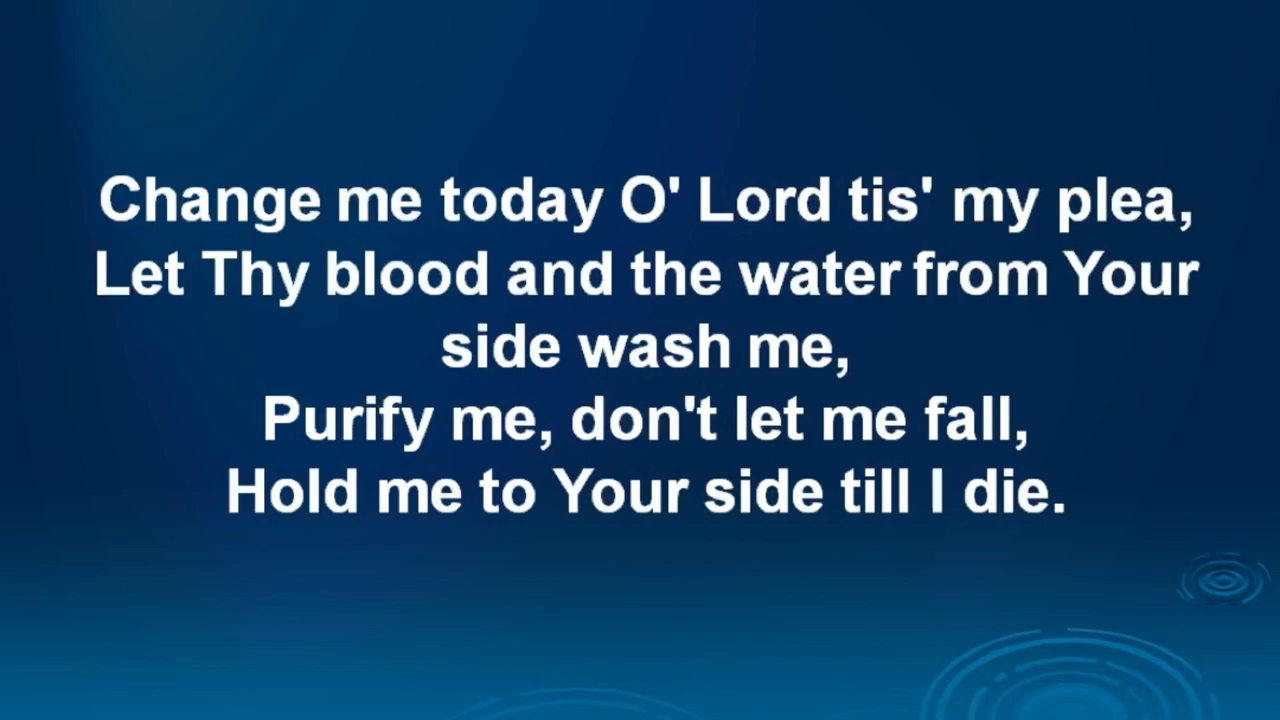 Change me today O' Lord tis' my plea,
Let Thy blood and the water from Your
side wash me,
Purify me, don't let me fall,
Hold me to Your side till I die.